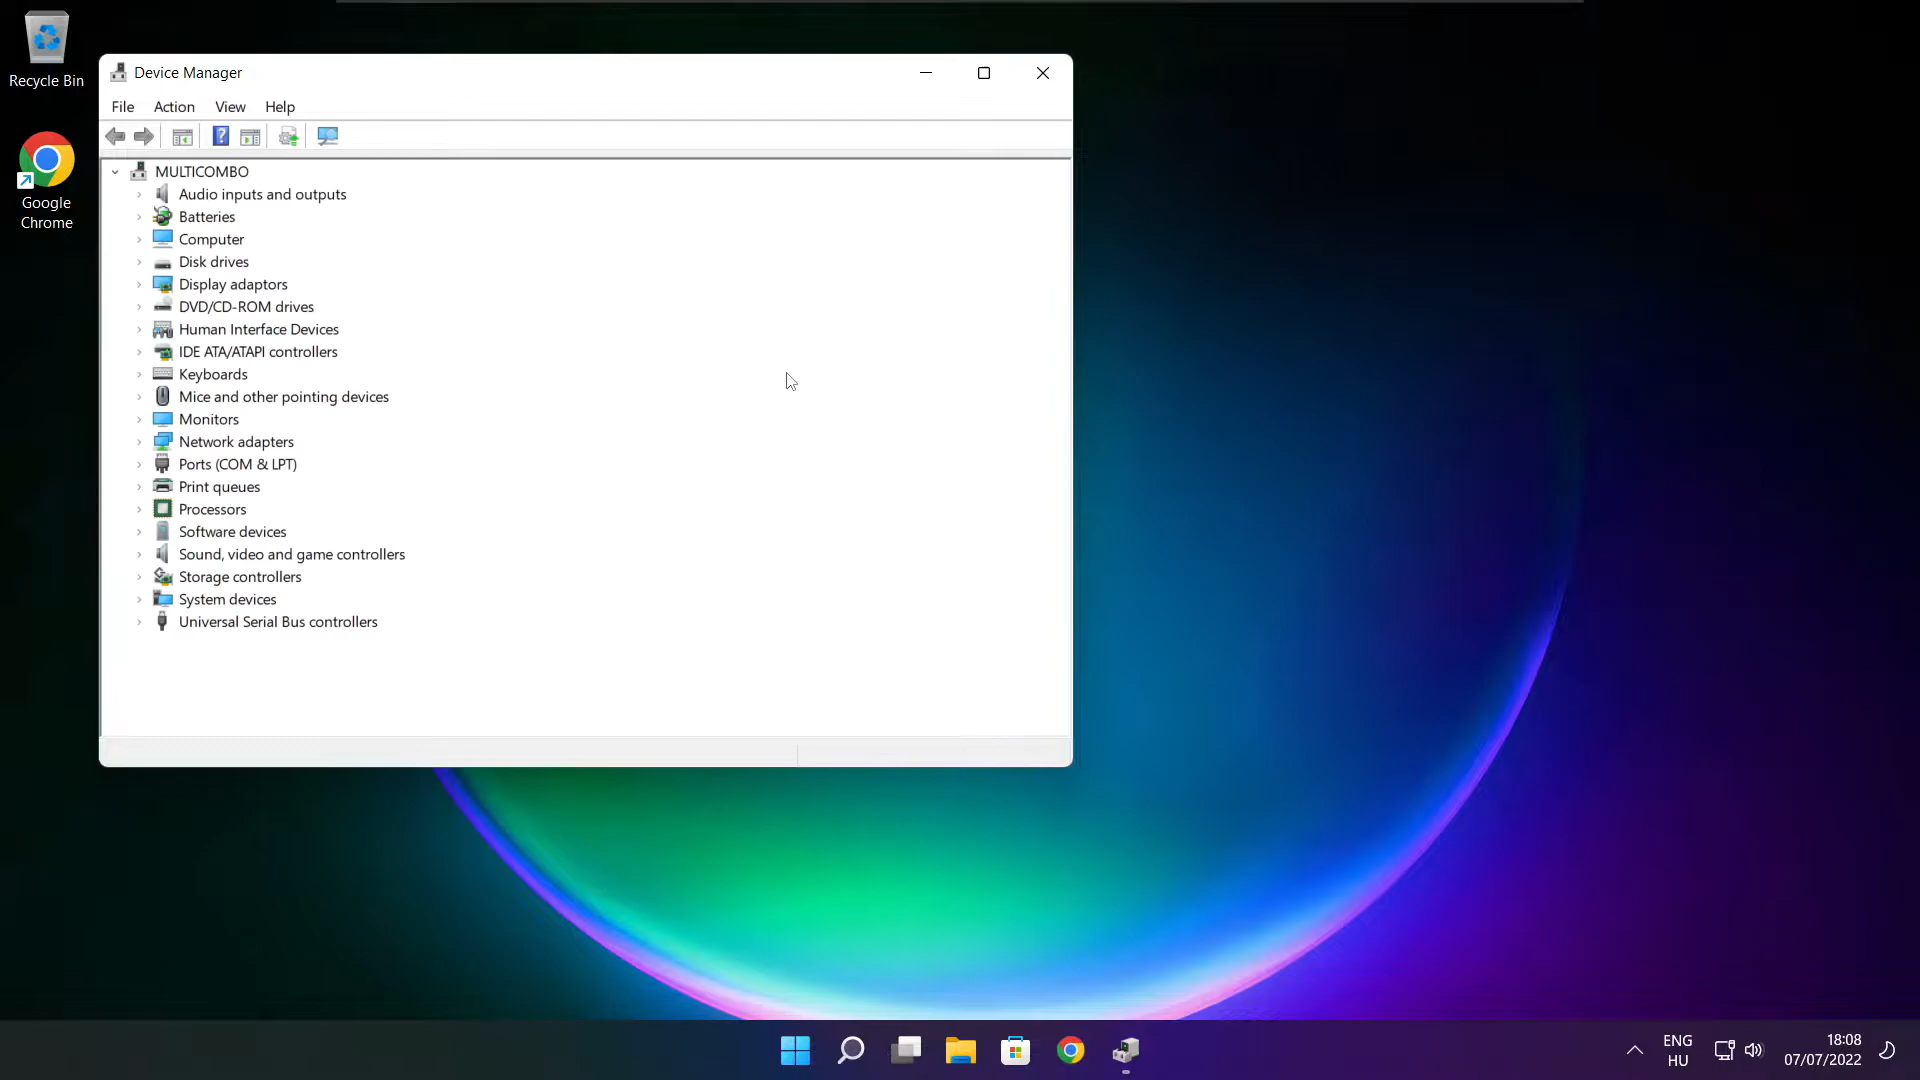 Recycle Bin
Google
Chrome
Device Manager
File Action View Help
MULTICOMBO
Audio inputs and outputs
Batteries
Computer
Disk drives
Display adaptors
DVD/CD-ROM drives
Human Interface Devices
IDE ATA/ATAPI controllers
Keyboards
Mice and other pointing devices
Monitors
Network adapters
Ports (COM & LPT)
Print queues
Processors
Software devices
Sound, video and game controllers
Storage controllers
System devices
Universal Serial Bus controllers
ENG
HU
18:08
07/07/2022